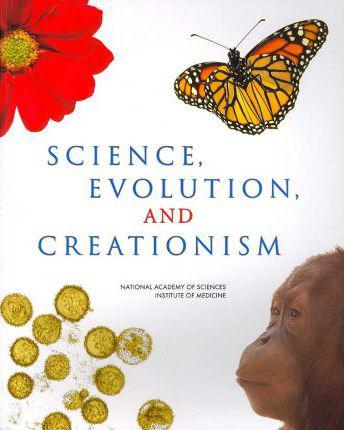 SCIENCE,
EVOLUTION,
AND
CREATIONISM
NATIONAL ACADEMY OF SCIENCES
INSTITUTE OF MEDICINE